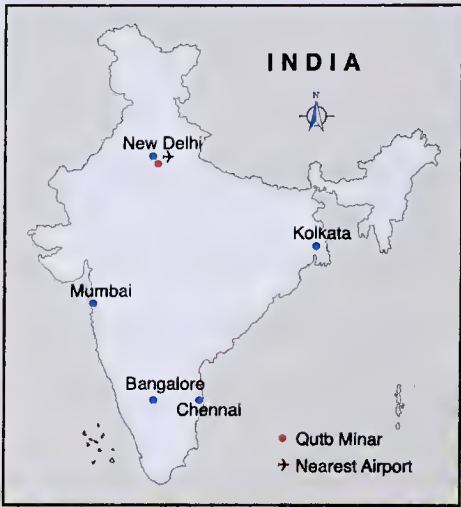 INDIA
N
New Delhi
Kolkata
Mumbai
Bangalore
Chennai
Qutb Minar
Nearest Airport